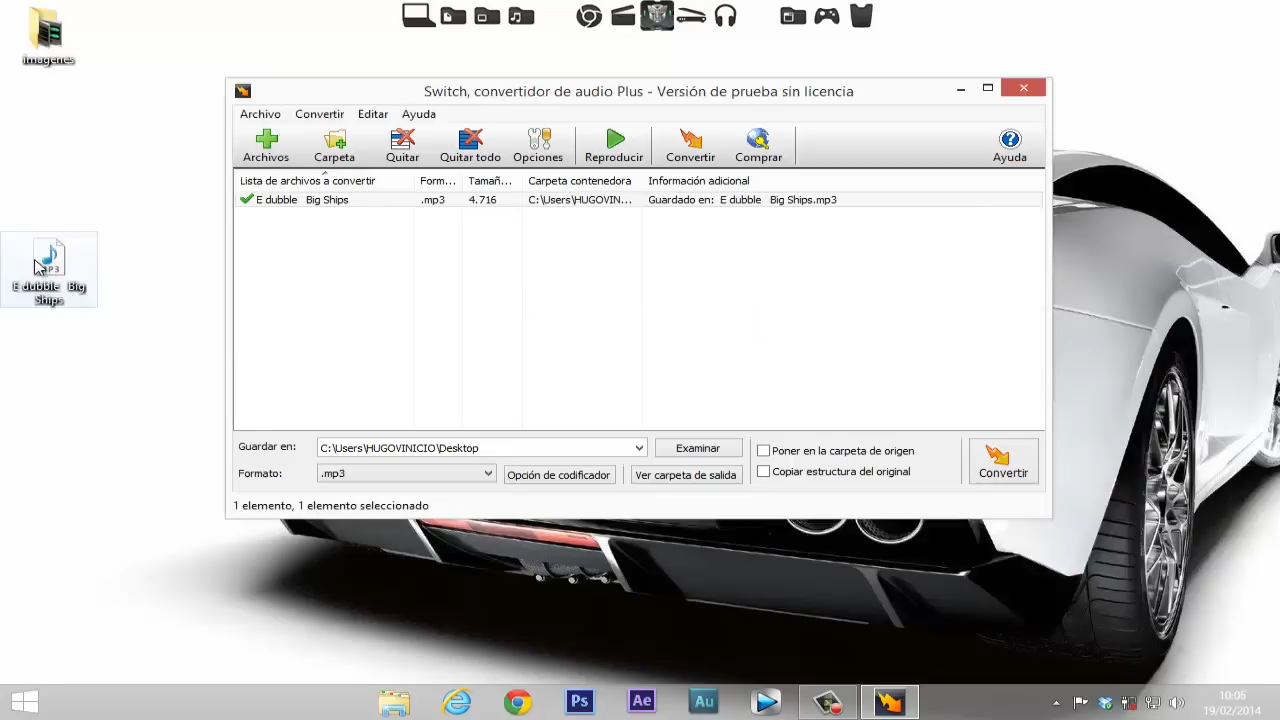 imagenes
E dubble Big
Ships
Switch, convertidor de audio Plus - Versión de prueba sin licencia
Archivo Convertir Editar Ayuda
Archivos Carpeta Quitar Quitar todo Opciones Reproducir Convertir Comprar Ayuda
Lista de archivos a convertir Form... Tamañ... Carpeta contenedora Información adicional
E dubble Big Ships .mp3 4.716 C:\Users\HUGOVIN... Guardado en: E dubble Big Ships.mp3
Guardar en: C:\Users\HUGOVINICIO\Desktop Examinar Poner en la carpeta de origen
Formato: .mp3 Opción de codificador Ver carpeta de salida Copiar estructura del original
Convertir
1 elemento, 1 elemento seleccionado
Ps Ae Au
10:05
19/02/2014